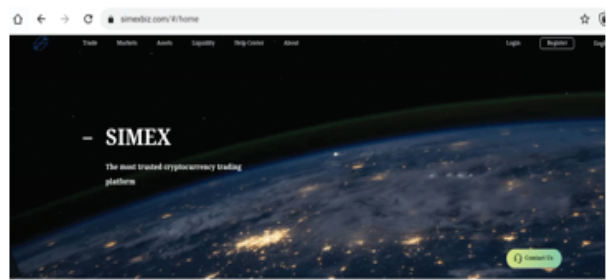 simexbiz.com/#/home
Trade Markets Assets Liquidity Help Center About Login Register
SIMEX
The most trusted cryptocurrency trading
platform
Contact Us